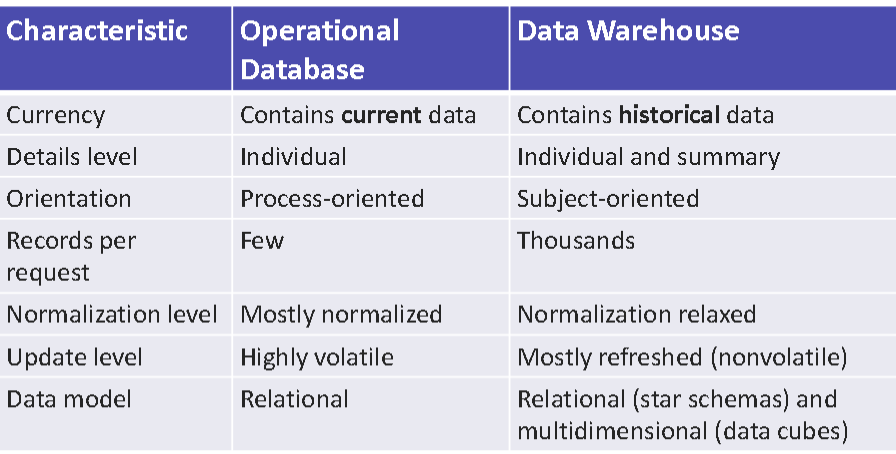 Characteristic
Operational
Database
Data Warehouse
Currency
Contains current data
Contains historical data
Details level
Individual
Individual and summary
Orientation
Process-oriented
Subject-oriented
Records per
request
Few
Thousands
Normalization level
Mostly normalized
Normalization relaxed
Update level
Highly volatile
Mostly refreshed (nonvolatile)
Data model
Relational
Relational (star schemas) and
multidimensional (data cubes)